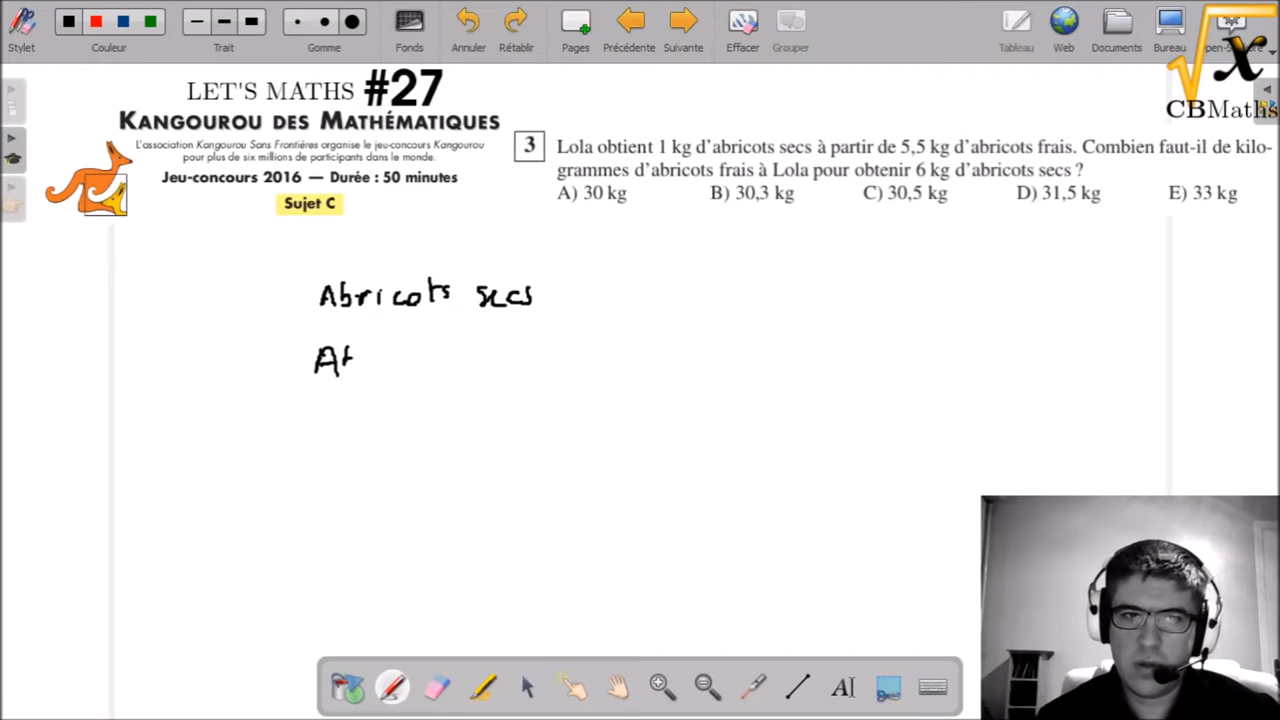 Stylet
Couleur
Trait
Gomme
Fonds
Annuler
Rétablir
Pages
Précédente
Suivante
Effacer
Grouper
Tableau
Web
Documents
Bureau
√x
CBMaths
LET'S MATHS #27
KANGOUROU DES MATHÉMATIQUES
L'association Kangourou Sans Frontières organise le jeu-concours Kangourou
pour plus de six millions de participants dans le monde.
Jeu-concours 2016 — Durée : 50 minutes
Sujet C
3 Lola obtient 1 kg d'abricots secs à partir de 5,5 kg d'abricots frais. Combien faut-il de kilo-
grammes d'abricots frais à Lola pour obtenir 6 kg d'abricots secs ?
A) 30 kg B) 30,3 kg C) 30,5 kg D) 31,5 kg E) 33 kg
Abricots secs